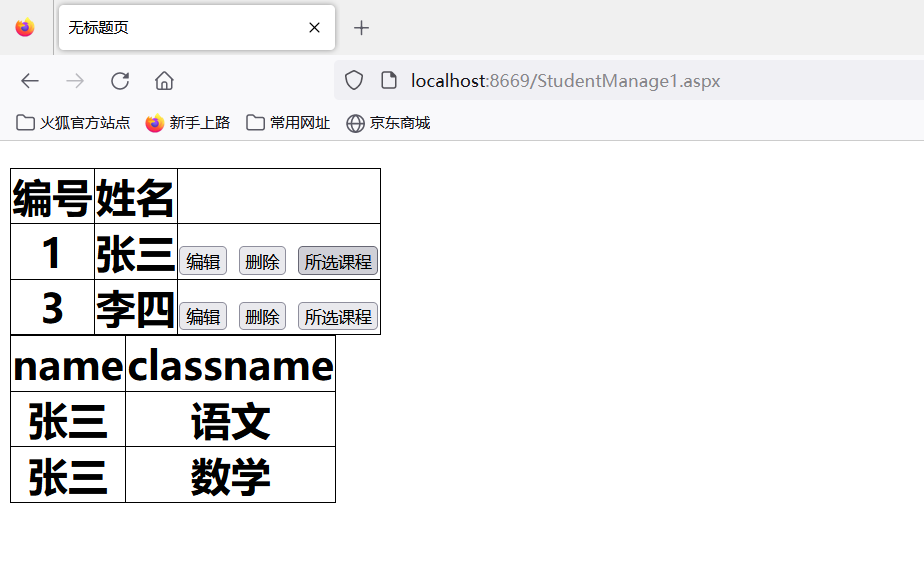 无标题页
localhost:8669/StudentManage1.aspx
火狐官方站点 新手上路 常用网址 京东商城
编号 姓名
1 张三 编辑 删除 所选课程
3 李四 编辑 删除 所选课程
name classname
张三 语文
张三 数学